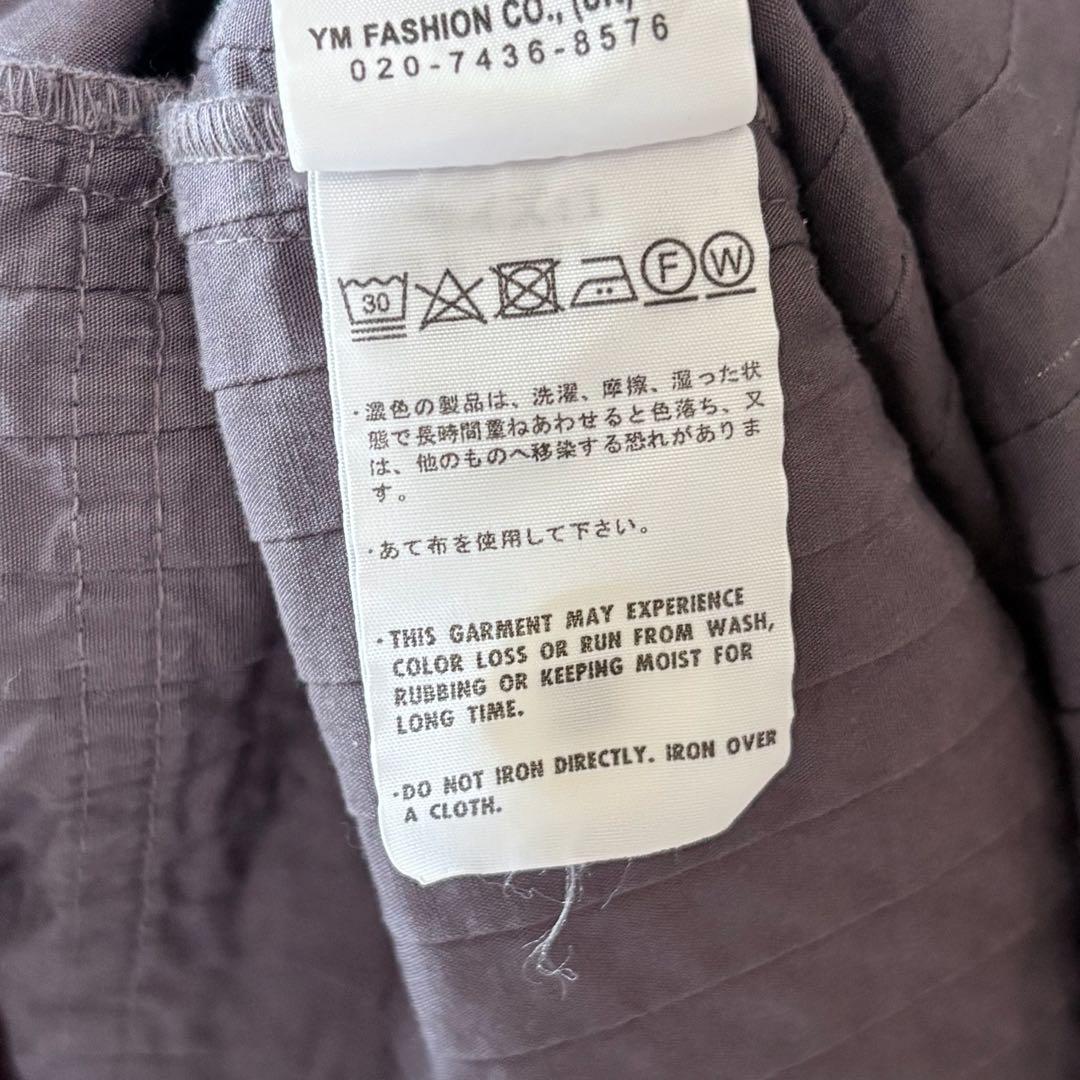 YM FASHION CO., (UK)
020-7436-8576
30
F W
・濃色の製品は、洗濯、摩擦、湿った状
態で長時間重ねあわせると色落ち、又
は、他のものへ移染する恐れがありま
す。
・あて布を使用して下さい。
・THIS GARMENT MAY EXPERIENCE
COLOR LOSS OR RUN FROM WASH,
RUBBING OR KEEPING MOIST FOR
LONG TIME.
・DO NOT IRON DIRECTLY. IRON OVER
A CLOTH.